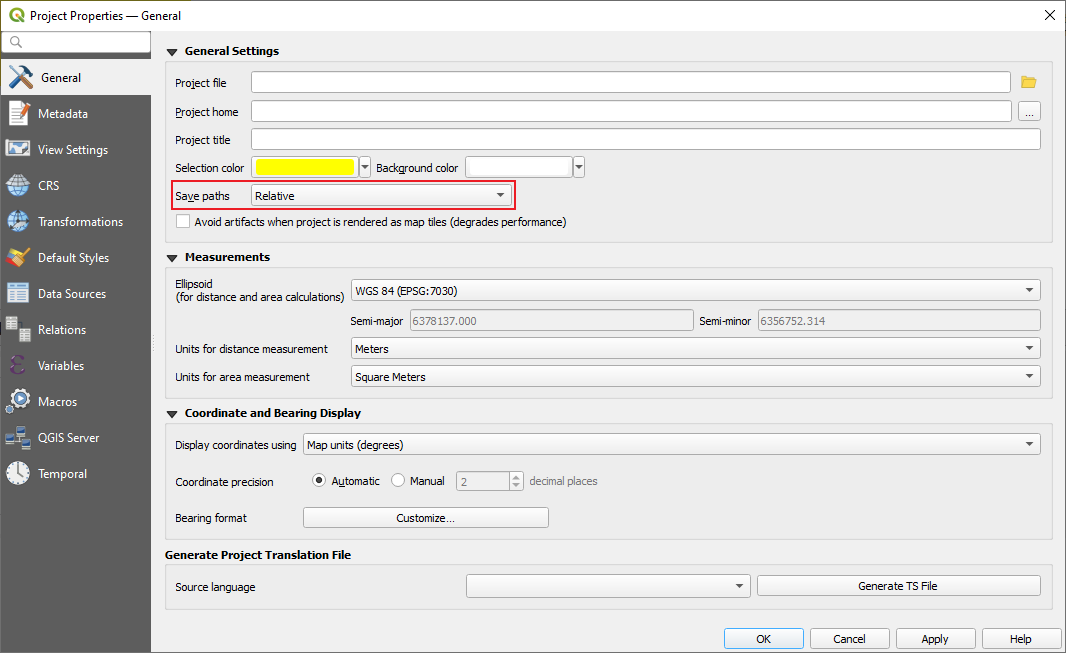 Project Properties — General
General
Metadata
View Settings
CRS
Transformations
Default Styles
Data Sources
Relations
Variables
Macros
QGIS Server
Temporal
General Settings
Project file
Project home ...
Project title
Selection color Background color
Save paths Relative
Avoid artifacts when project is rendered as map tiles (degrades performance)
Measurements
Ellipsoid
(for distance and area calculations) WGS 84 (EPSG:7030)
Semi-major 6378137.000 Semi-minor 6356752.314
Units for distance measurement Meters
Units for area measurement Square Meters
Coordinate and Bearing Display
Display coordinates using Map units (degrees)
Coordinate precision Automatic Manual 2 decimal places
Bearing format Customize...
Generate Project Translation File
Source language Generate TS File
OK Cancel Apply Help